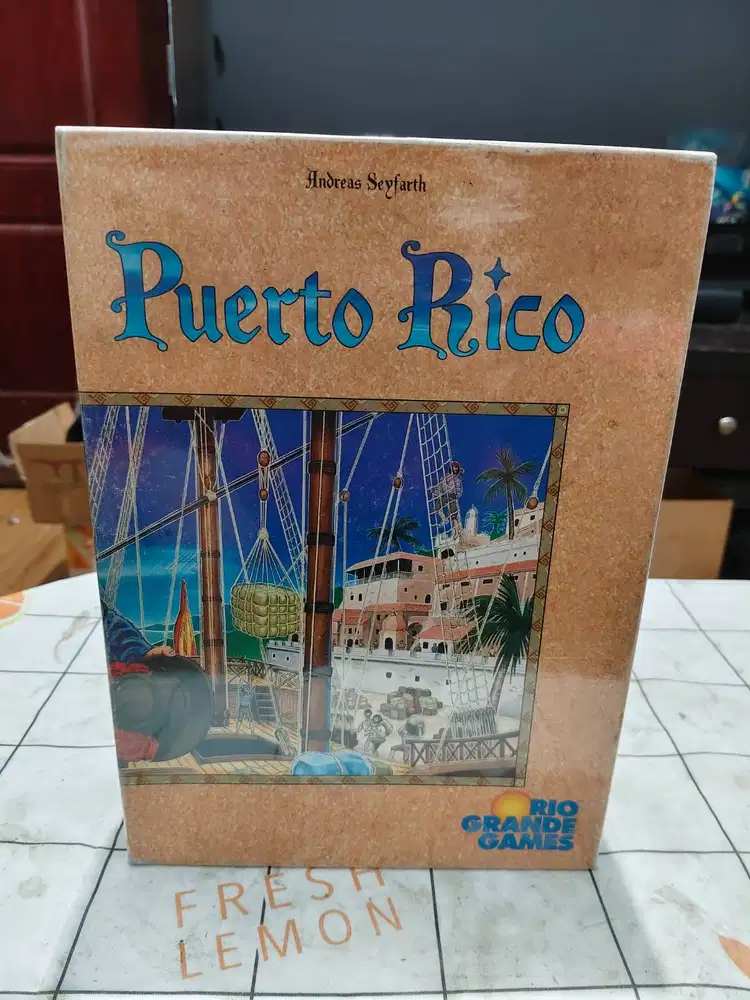 Andreas Seyfarth
Puerto Rico
RIO
GRANDE
GAMES
FRESH
LEMON